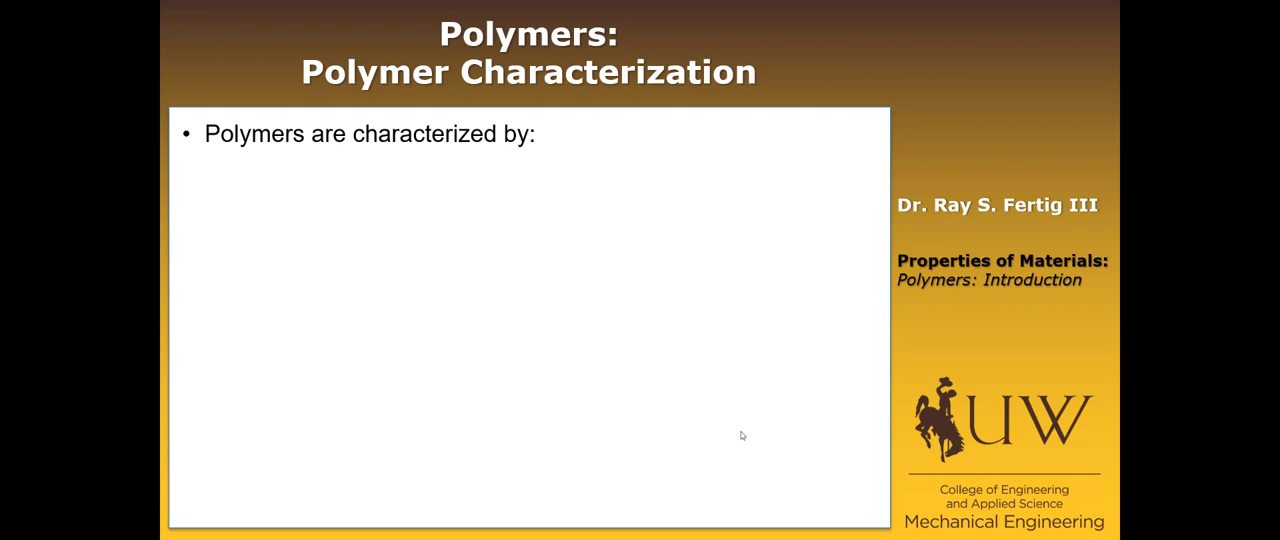 Polymers:
Polymer Characterization
• Polymers are characterized by:
Dr. Ray S. Fertig III
Properties of Materials:
Polymers: Introduction
UW
College of Engineering
and Applied Science
Mechanical Engineering